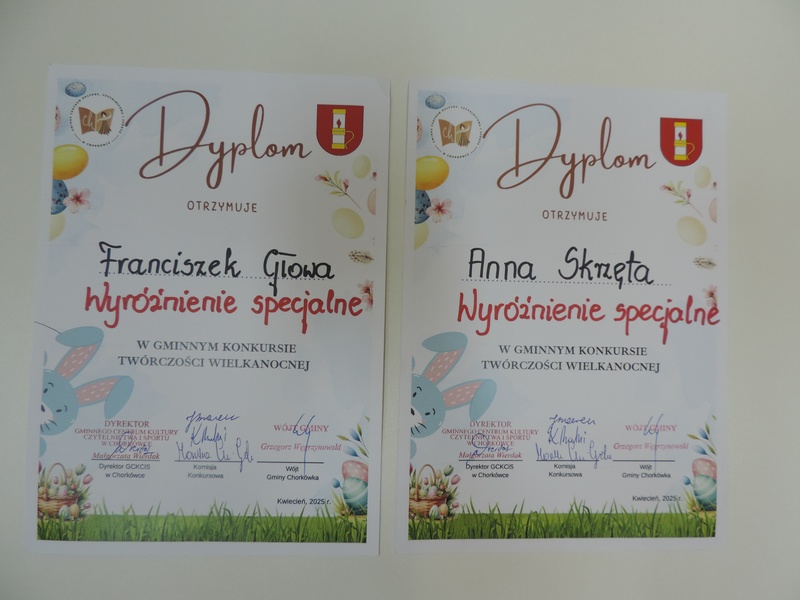 Dyplom
OTRZYMUJE
Franciszek Głowa
Wyróżnienie specjalne
W GMINNYM KONKURSIE
TWÓRCZOŚCI WIELKANOCNEJ
DYREKTOR
GMINNEGO CENTRUM KULTURY
CZYTELNICTWA I SPORTU
W CHORKÓWCE
Małgorzata Wierdak
Dyrektor GCKCIS
w Chorkówce
Komisja
Konkursowa
WÓJT GMINY
Grzegorz Węgrzynowski
Wójt
Gminy Chorkówka
Kwiecień, 2025 r.
Dyplom
OTRZYMUJE
Anna Skrzęta
Wyróżnienie specjalne
W GMINNYM KONKURSIE
TWÓRCZOŚCI WIELKANOCNEJ
DYREKTOR
GMINNEGO CENTRUM KULTURY
CZYTELNICTWA I SPORTU
W CHORKÓWCE
Małgorzata Wierdak
Dyrektor GCKCIS
w Chorkówce
Komisja
Konkursowa
WÓJT GMINY
Grzegorz Węgrzynowski
Wójt
Gminy Chorkówka
Kwiecień, 2025 r.